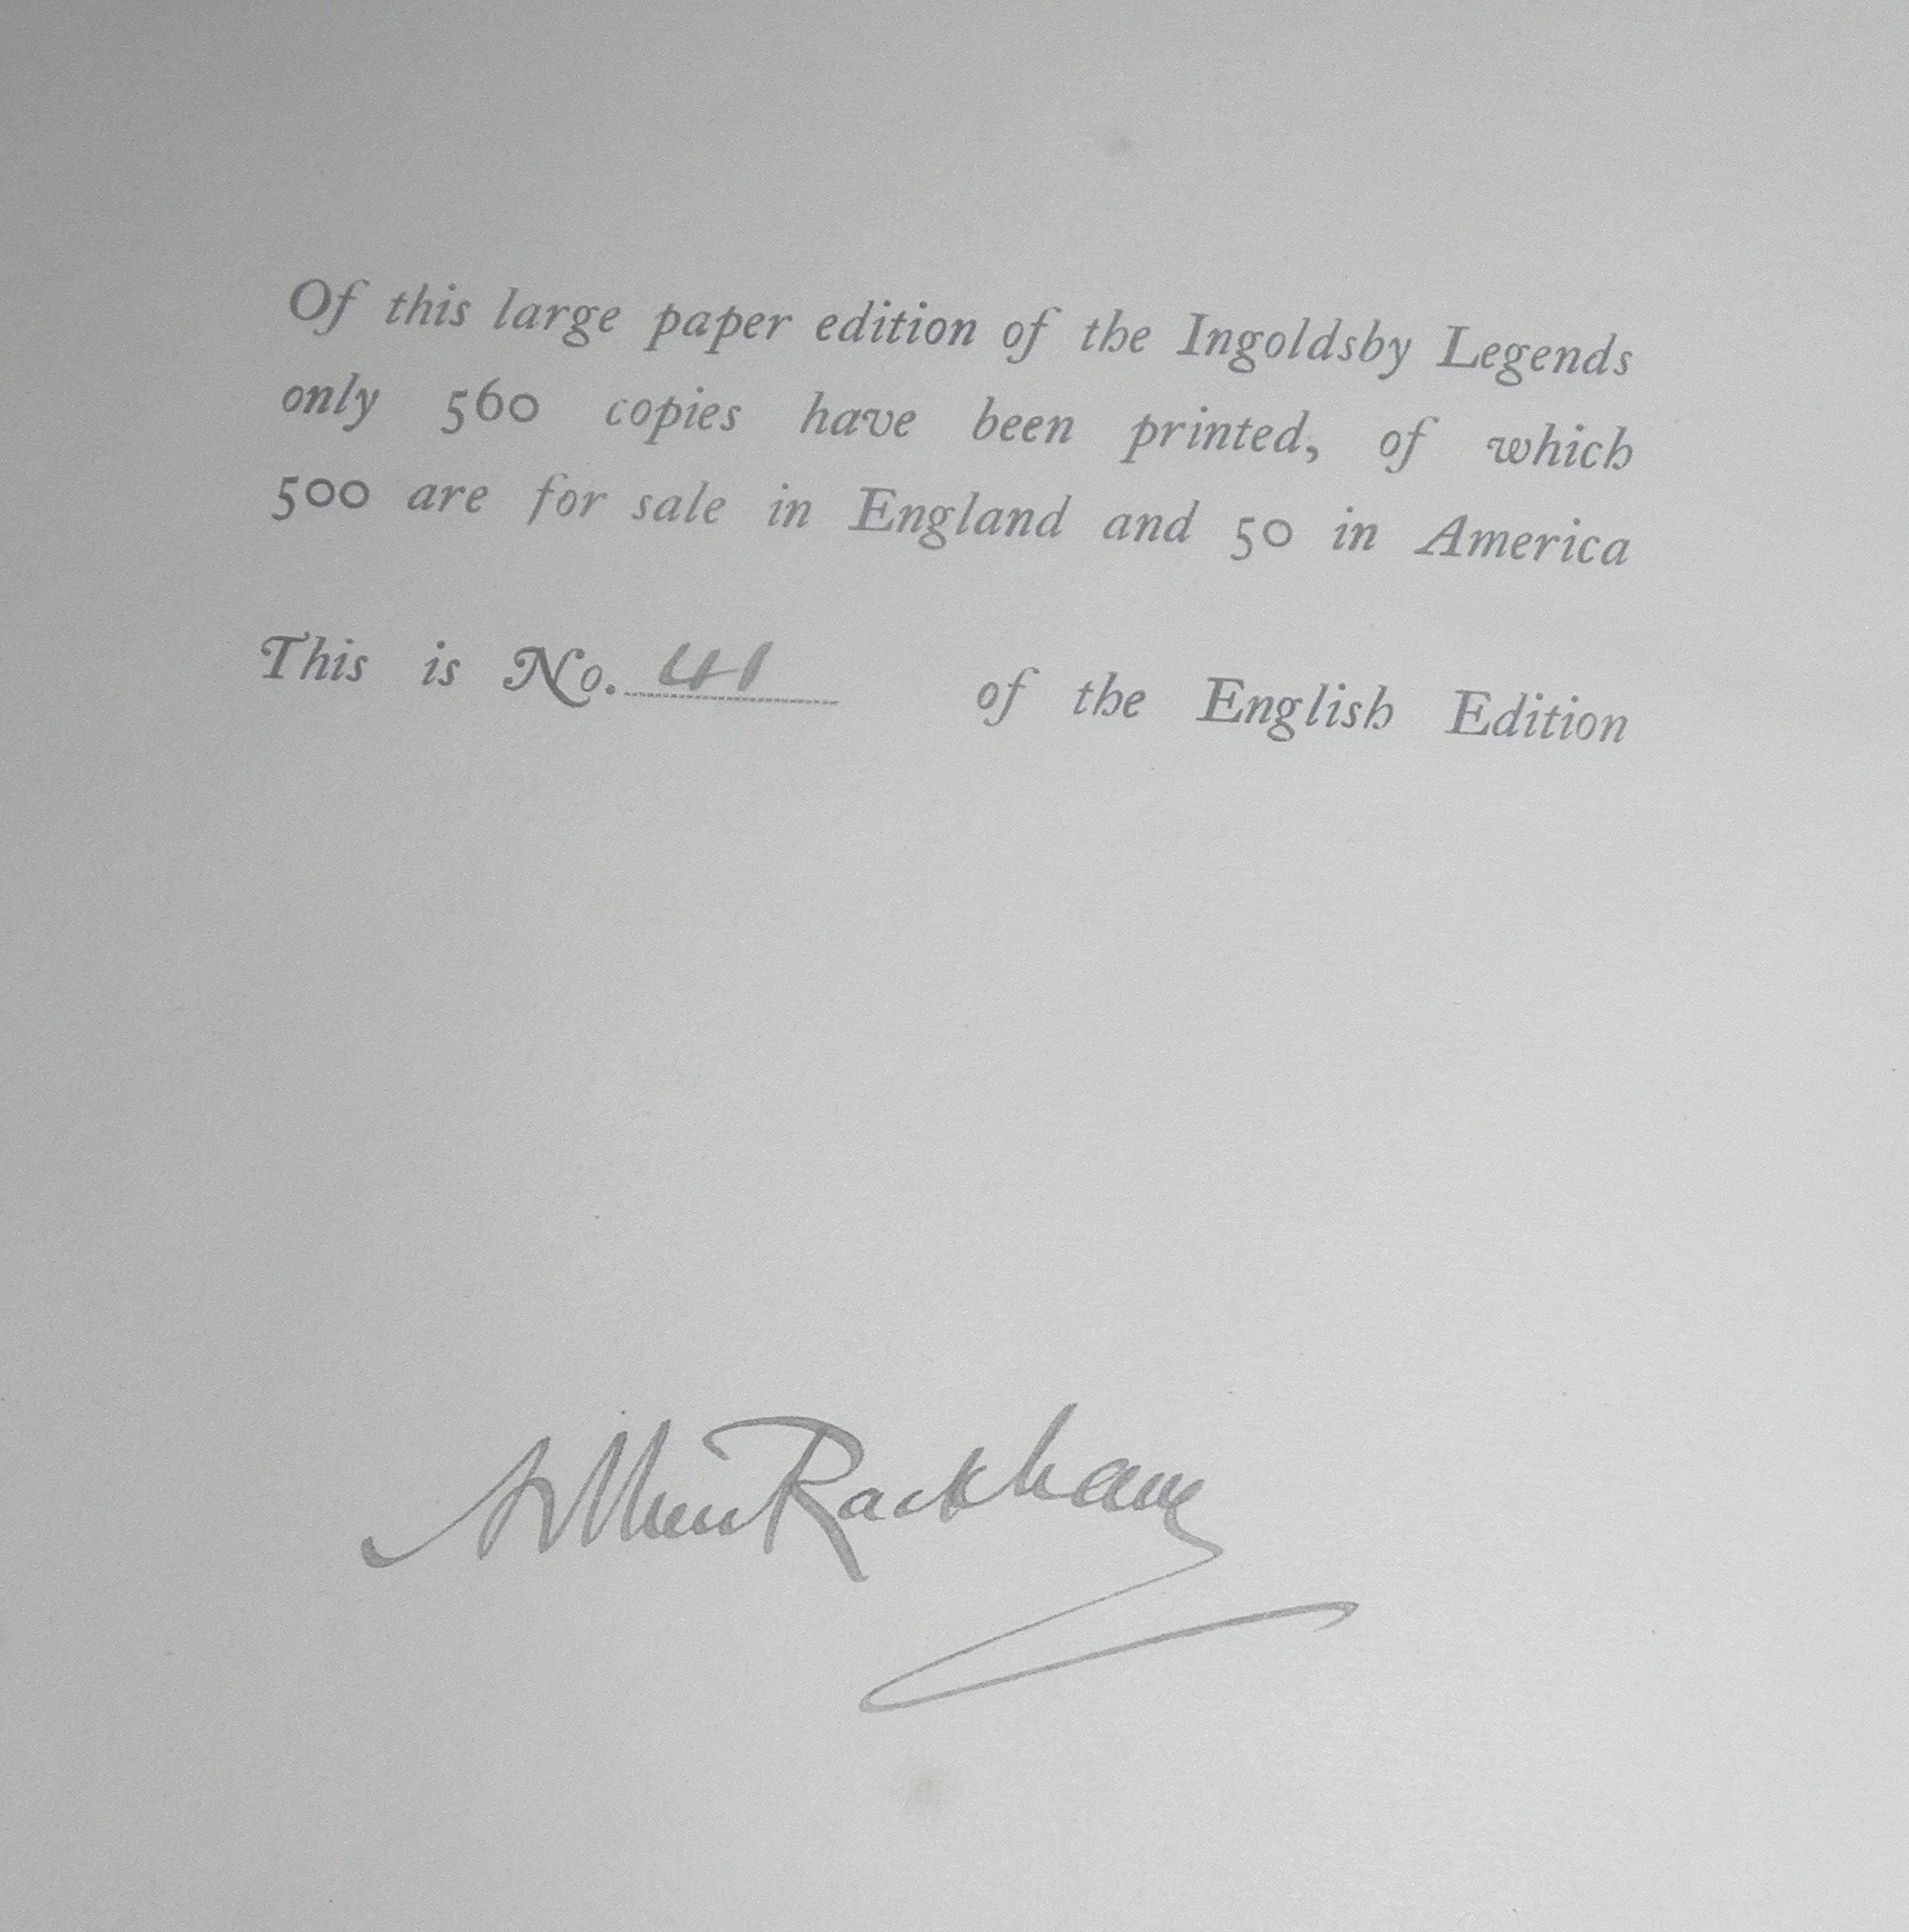 Of this large paper edition of the Ingoldsby Legends
only 560 copies have been printed, of which
500 are for sale in England and 50 in America
This is No. 41 of the English Edition
Arthur Rackham